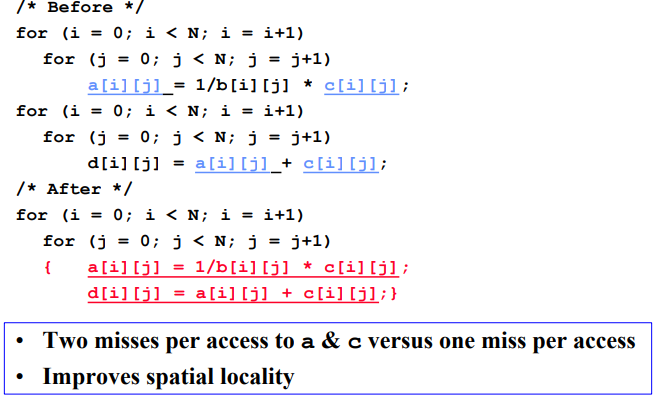 /* Before */
for (i = 0; i < N; i = i+1)
for (j = 0; j < N; j = j+1)
a[i][j] = 1/b[i][j] * c[i][j];
for (i = 0; i < N; i = i+1)
for (j = 0; j < N; j = j+1)
d[i][j] = a[i][j] + c[i][j];
/* After */
for (i = 0; i < N; i = i+1)
for (j = 0; j < N; j = j+1)
{ a[i][j] = 1/b[i][j] * c[i][j];
d[i][j] = a[i][j] + c[i][j];}
• Two misses per access to a & c versus one miss per access
• Improves spatial locality